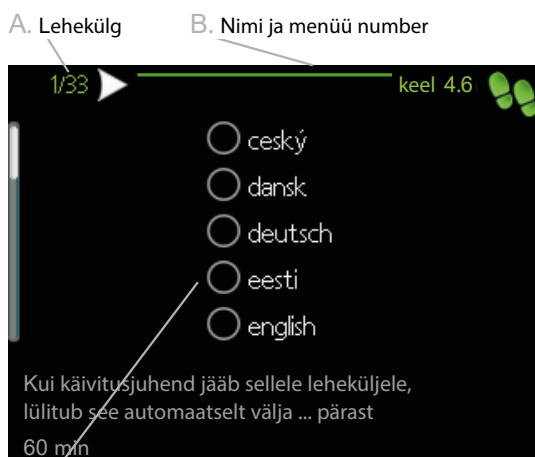 A. Lehekülg
B. Nimi ja menüü number
1/33
keel 4.6
ceský
dansk
deutsch
eesti
english
Kui käivitusjuhend jääb sellele leheküljele,
lülitub see automaatselt välja ... pärast
60 min